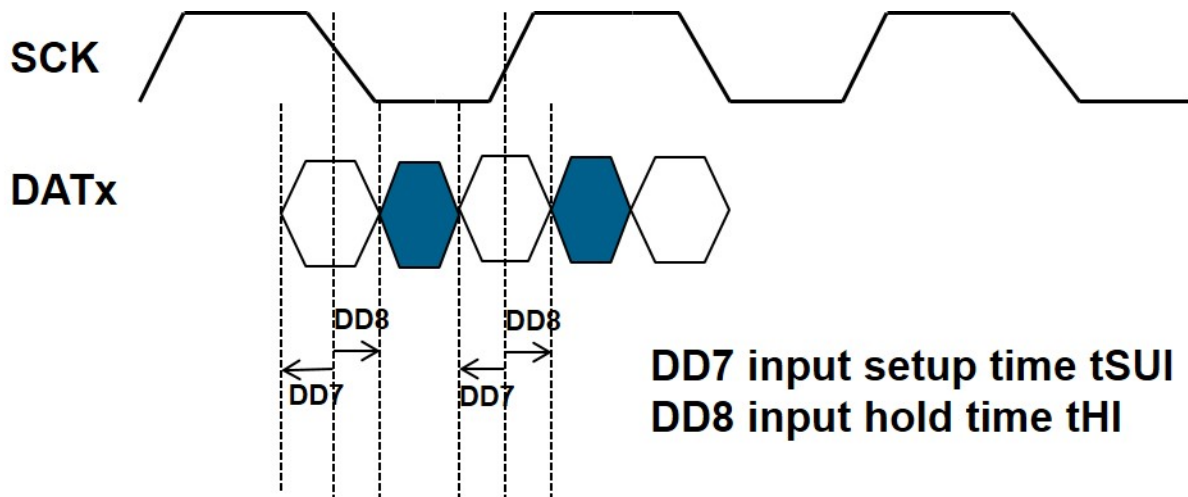 SCK
DATx
DD8
DD8
DD7
DD7
DD7 input setup time tSUI
DD8 input hold time tHI